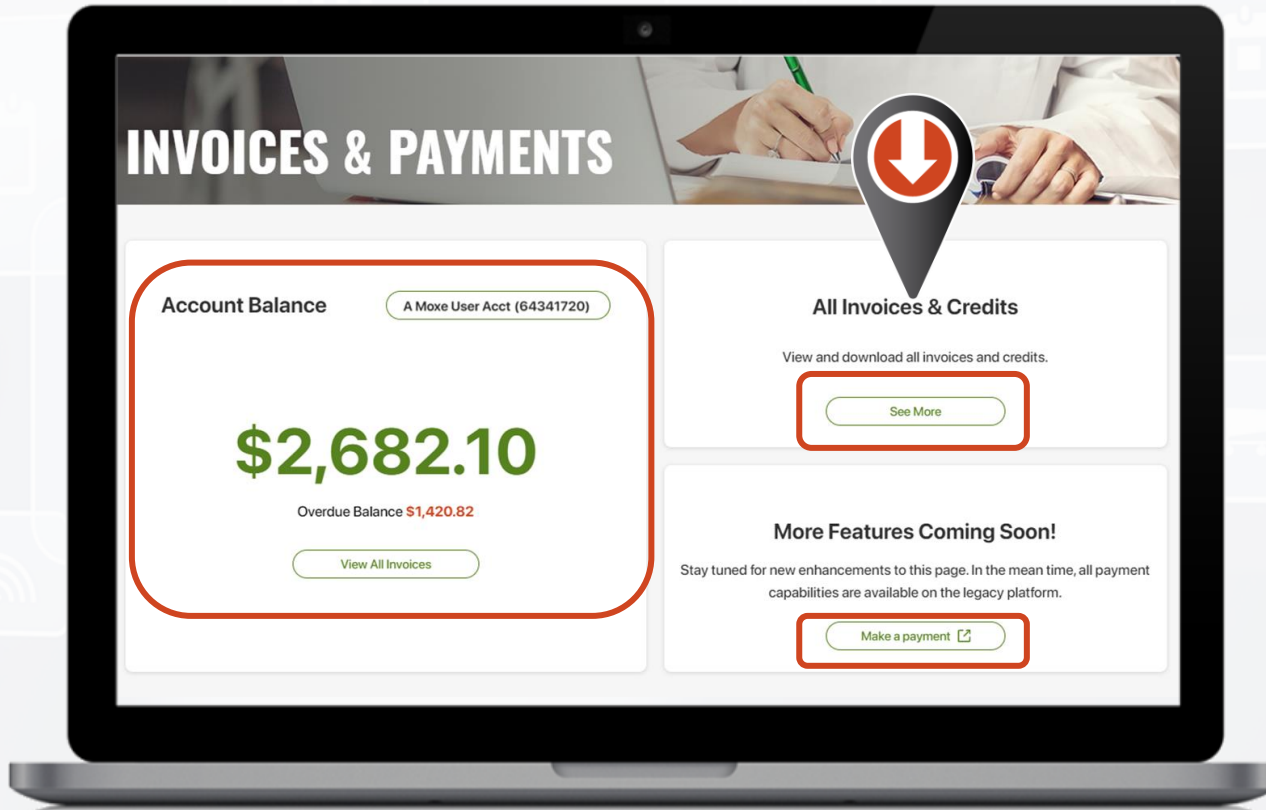 INVOICES & PAYMENTS
Account Balance
A Moxe User Acct (64341720)
$2,682.10
Overdue Balance $1,420.82
View All Invoices
All Invoices & Credits
View and download all invoices and credits.
See More
More Features Coming Soon!
Stay tuned for new enhancements to this page. In the mean time, all payment
capabilities are available on the legacy platform.
Make a payment